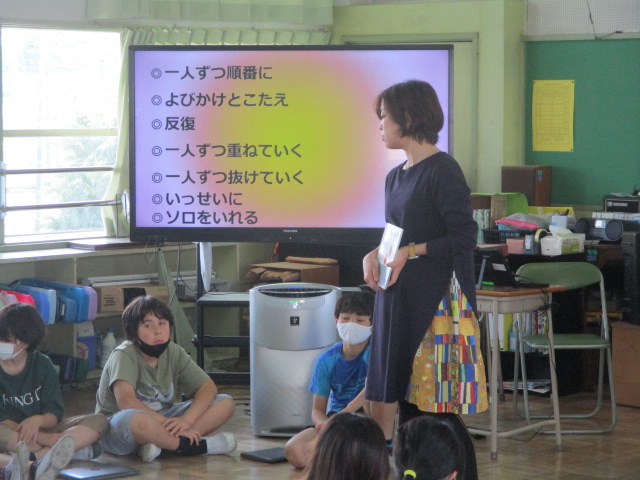 ◎一人ずつ順番に
◎よびかけとこたえ
◎反復
◎一人ずつ重ねていく
◎一人ずつ抜けていく
◎いっせいに
◎ソロをいれる
TOSHIBA
RING